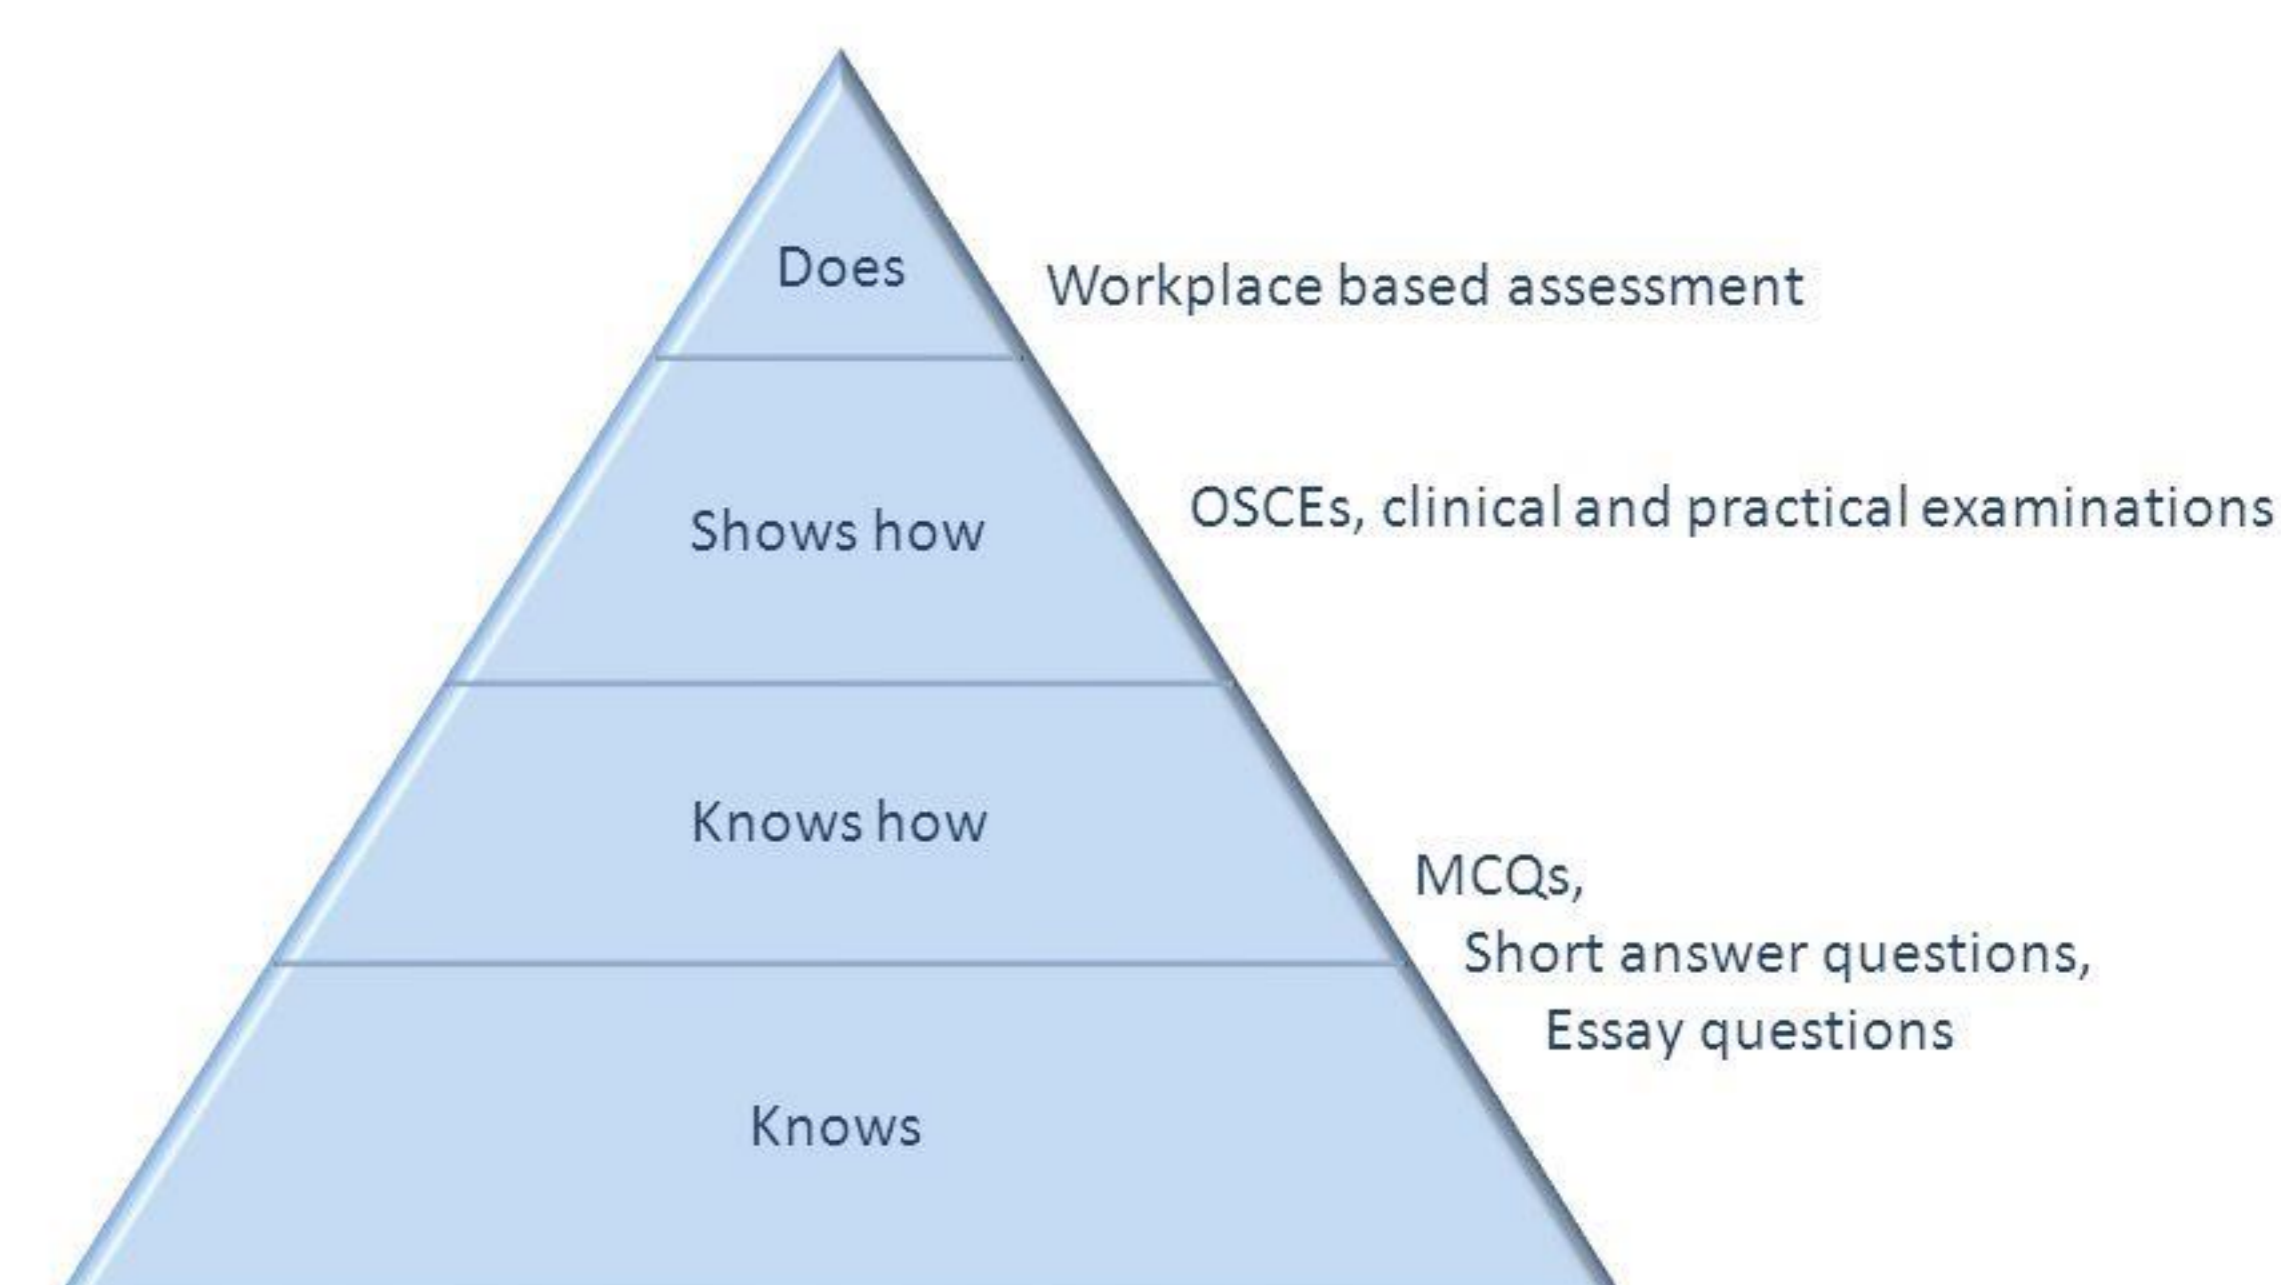 Does
Workplace based assessment
Shows how
OSCEs, clinical and practical examinations
Knows how
MCQs,
Short answer questions,
Essay questions
Knows